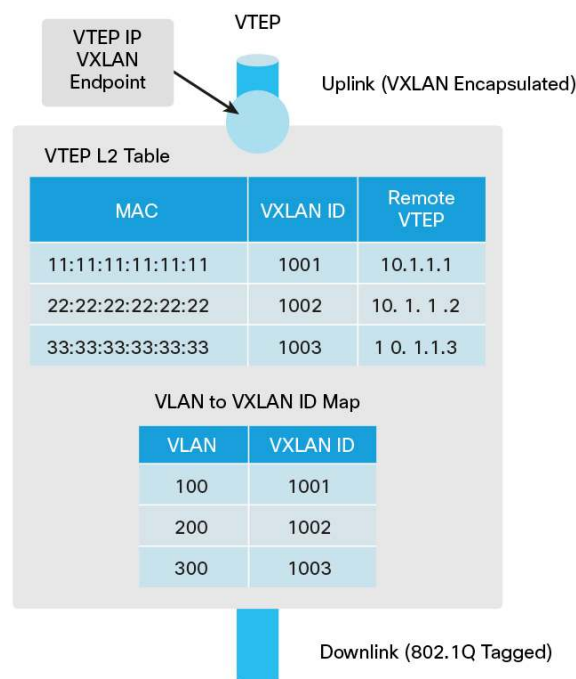 VTEP
VTEP IP
VXLAN
Endpoint
Uplink (VXLAN Encapsulated)
VTEP L2 Table
MAC VXLAN ID Remote VTEP
11:11:11:11:11:11 1001 10.1.1.1
22:22:22:22:22:22 1002 10. 1. 1 .2
33:33:33:33:33:33 1003 1 0. 1.1.3
VLAN to VXLAN ID Map
VLAN VXLAN ID
100 1001
200 1002
300 1003
Downlink (802.1Q Tagged)